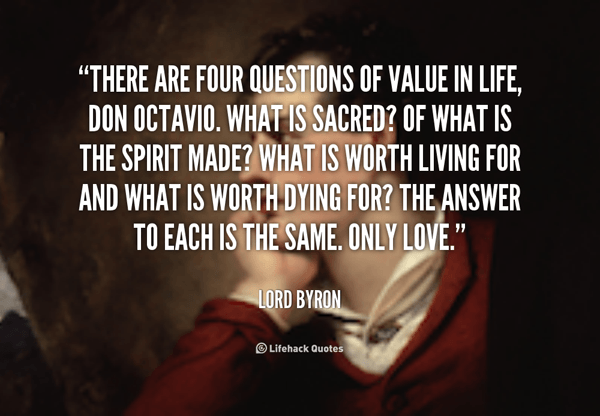 “THERE ARE FOUR QUESTIONS OF VALUE IN LIFE,
DON OCTAVIO. WHAT IS SACRED? OF WHAT IS
THE SPIRIT MADE? WHAT IS WORTH LIVING FOR
AND WHAT IS WORTH DYING FOR? THE ANSWER
TO EACH IS THE SAME. ONLY LOVE.”
LORD BYRON
Lifehack Quotes